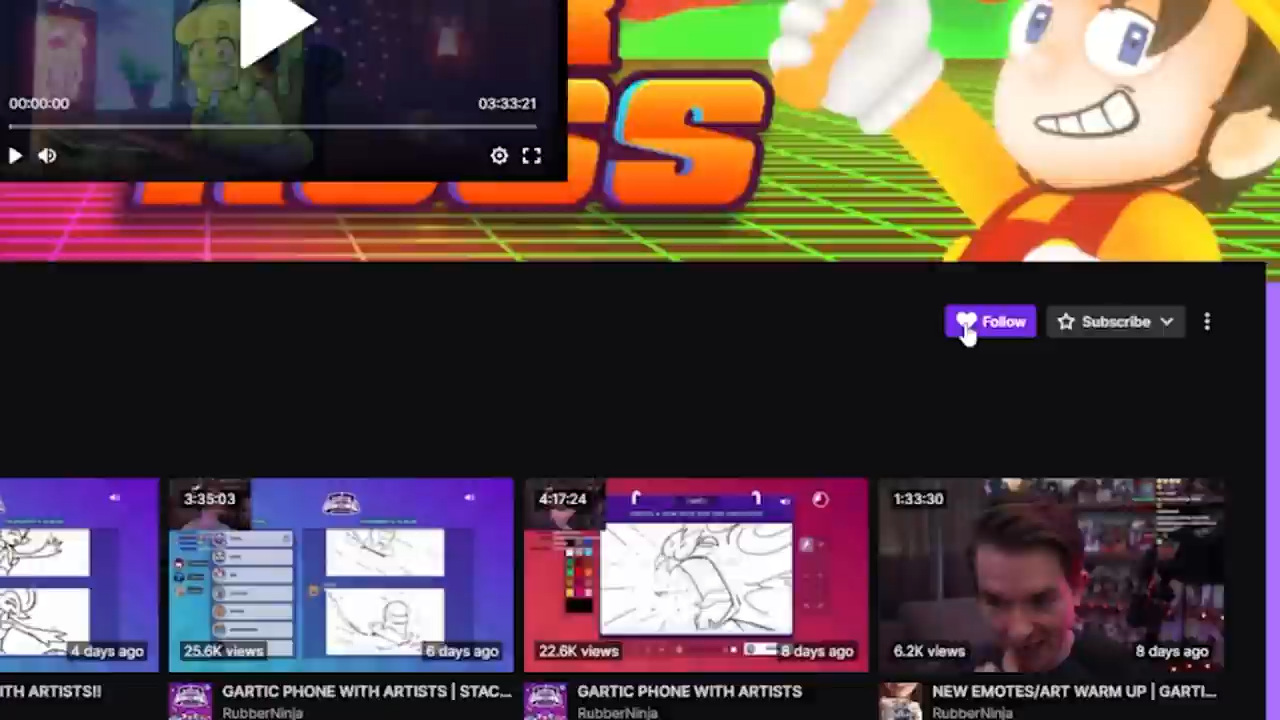 00:00:00
03:33:21
Follow
Subscribe
3:35:03
4:17:24
1:33:30
4 days ago
25.6K views
6 days ago
22.6K views
8 days ago
6.2K views
8 days ago
ITH ARTISTS!!
GARTIC PHONE WITH ARTISTS | STAC...
GARTIC PHONE WITH ARTISTS
NEW EMOTES/ART WARM UP | GARTI...
RubberNinja
RubberNinja
RubberNinja